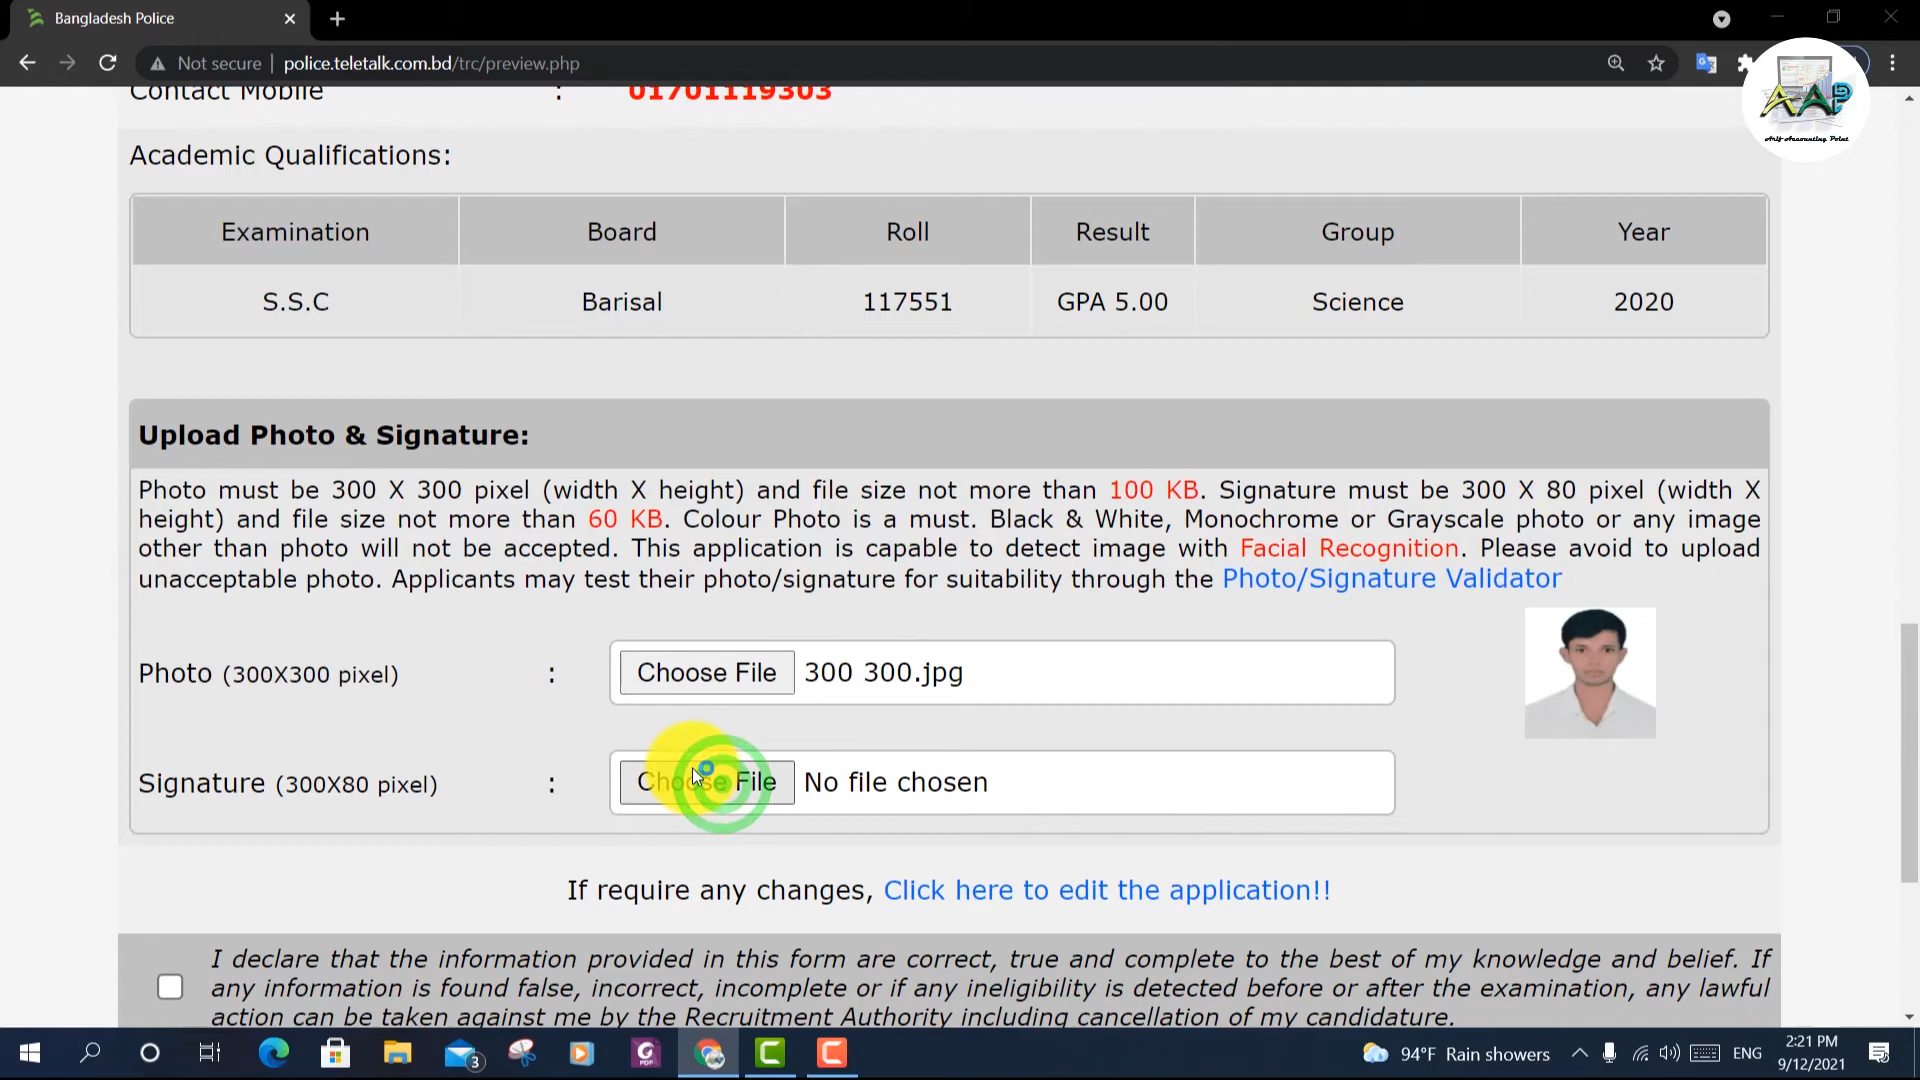 Bangladesh Police
Not secure
police.teletalk.com.bd/trc/preview.php
AAP
Arif Accounting Point
Contact Mobile : 01701119303
Academic Qualifications:
Examination Board Roll Result Group Year
S.S.C Barisal 117551 GPA 5.00 Science 2020
Upload Photo & Signature:
Photo must be 300 X 300 pixel (width X height) and file size not more than 100 KB. Signature must be 300 X 80 pixel (width X
height) and file size not more than 60 KB. Colour Photo is a must. Black & White, Monochrome or Grayscale photo or any image
other than photo will not be accepted. This application is capable to detect image with Facial Recognition. Please avoid to upload
unacceptable photo. Applicants may test their photo/signature for suitability through the Photo/Signature Validator
Photo (300X300 pixel) : Choose File 300 300.jpg
Signature (300X80 pixel) : Choose File No file chosen
If require any changes, Click here to edit the application!!
I declare that the information provided in this form are correct, true and complete to the best of my knowledge and belief. If
any information is found false, incorrect, incomplete or if any ineligibility is detected before or after the examination, any lawful
action can be taken against me by the Recruitment Authority including cancellation of my candidature.
3
PDF
94°F Rain showers
ENG
2:21 PM
9/12/2021